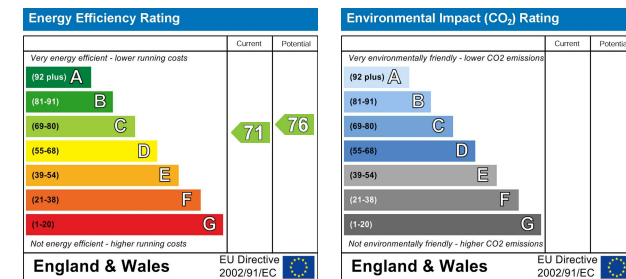 Energy Efficiency Rating
Current Potential
Very energy efficient - lower running costs
(92 plus) A
(81-91) B
(69-80) C
(55-68) D
(39-54) E
(21-38) F
(1-20) G
71 76
Not energy efficient - higher running costs
England & Wales
EU Directive
2002/91/EC
Environmental Impact (CO₂) Rating
Current Potential
Very environmentally friendly - lower CO2 emissions
(92 plus) A
(81-91) B
(69-80) C
(55-68) D
(39-54) E
(21-38) F
(1-20) G
Not environmentally friendly - higher CO2 emissions
England & Wales
EU Directive
2002/91/EC